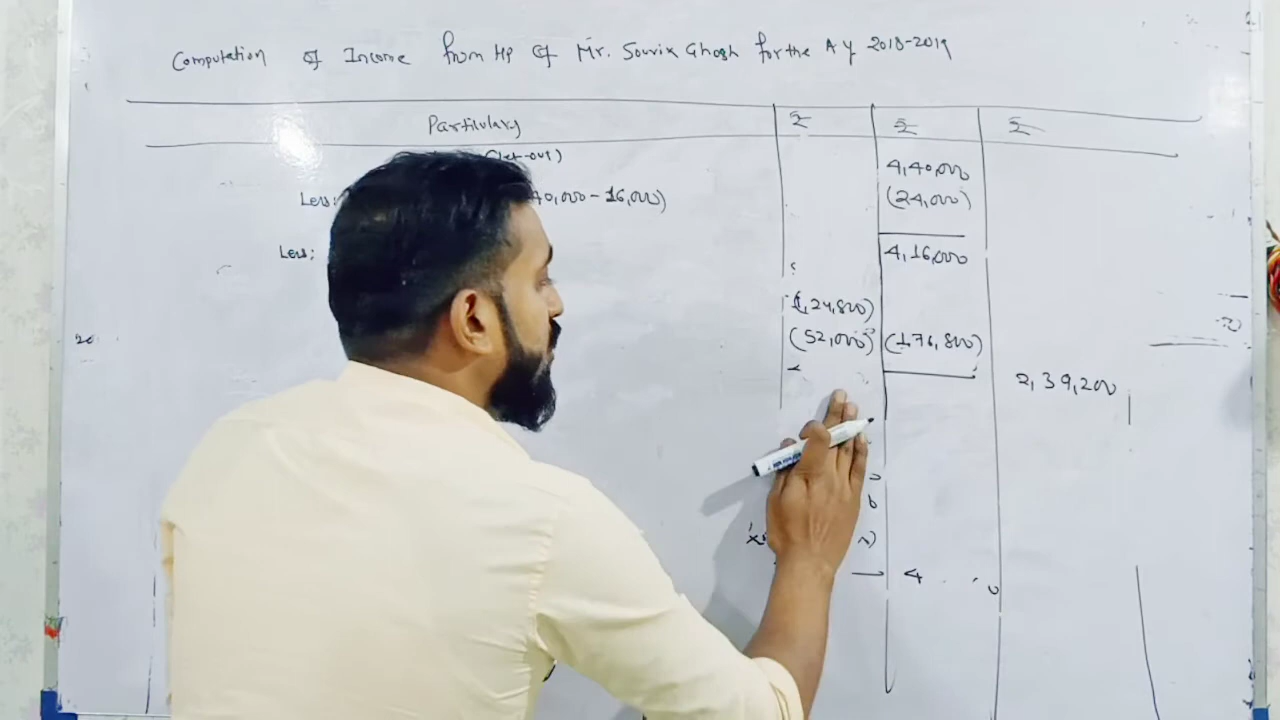 Computation of Income from HP of Mr. Souvix Ghosh for the A Y 2018-2019
Particulars ₹ ₹ ₹
(let-out) 4,40,000
Less: 40,000 - 16,000) (24,000)
Less: 4,16,000
(1,24,800)
(52,000) (1,76,800)
2,39,200